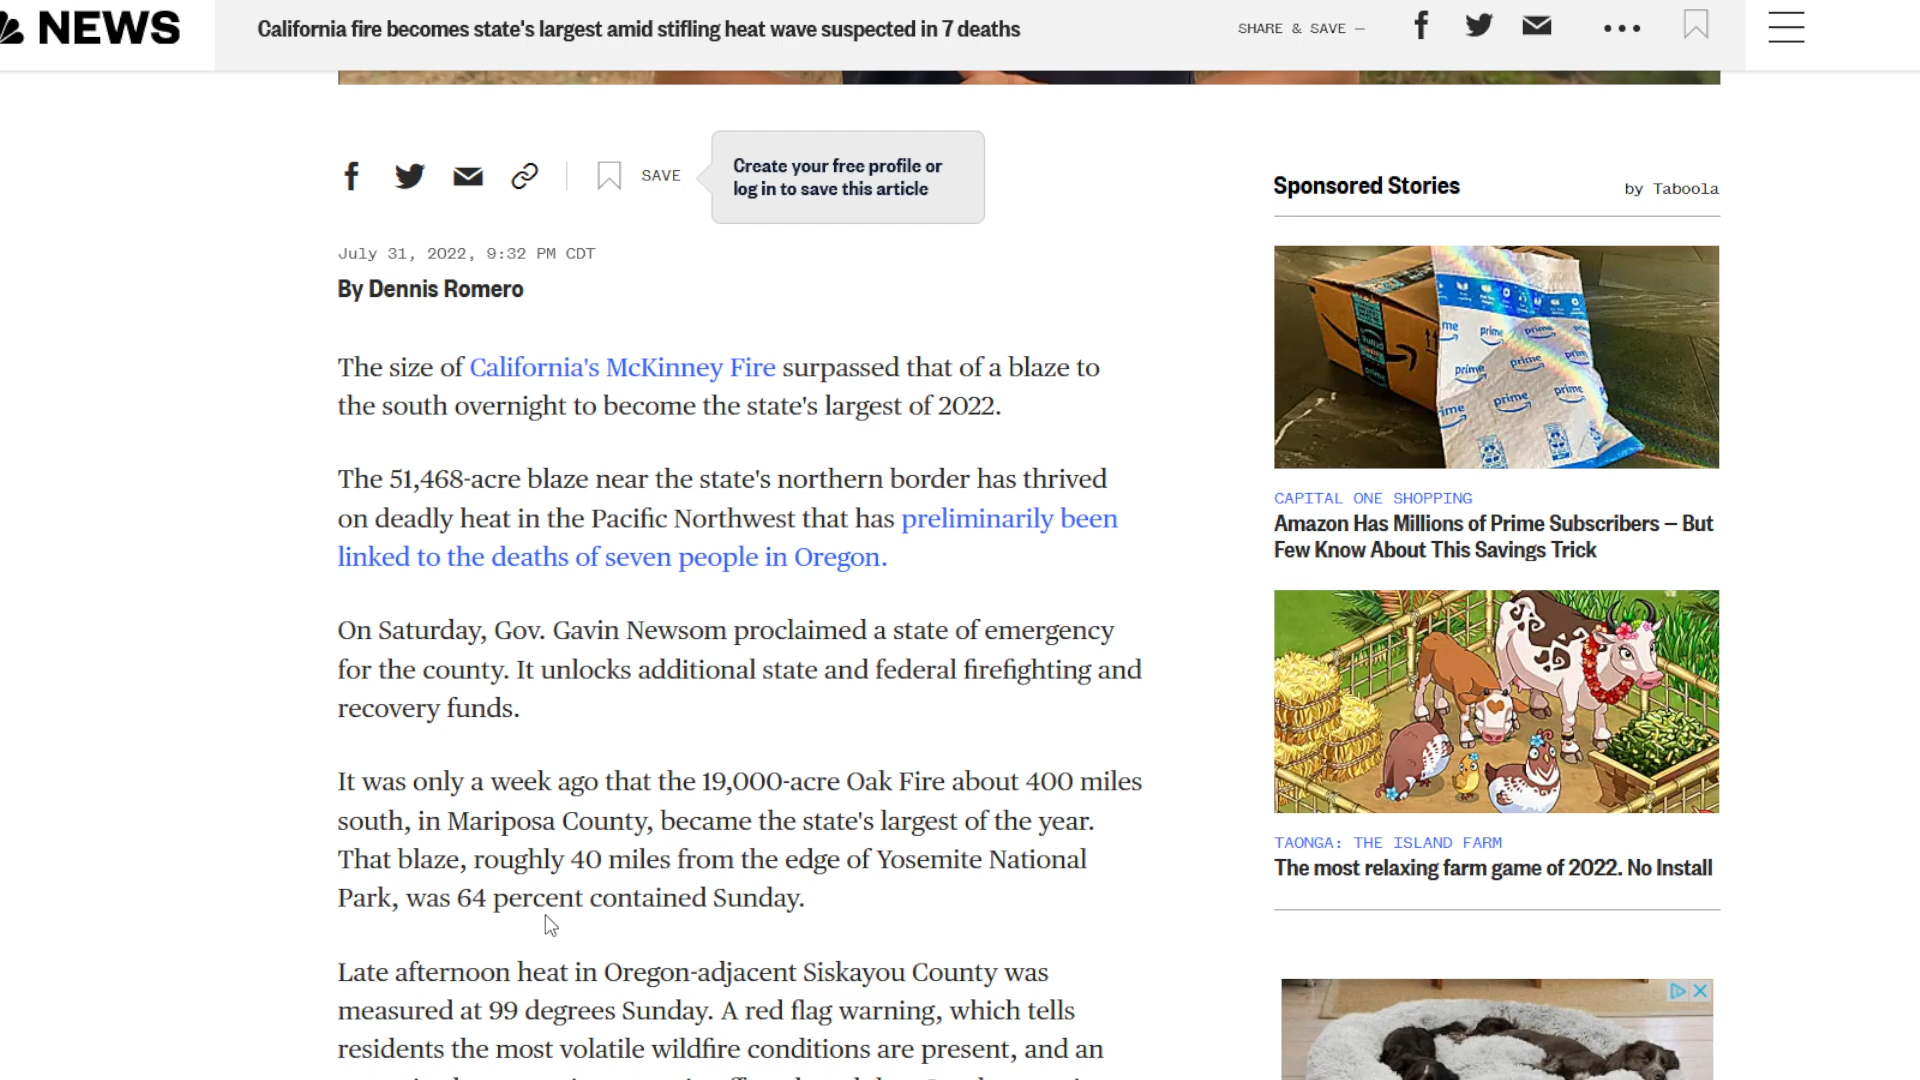 NEWS
California fire becomes state's largest amid stifling heat wave suspected in 7 deaths
SHARE & SAVE —
SAVE
Create your free profile or
log in to save this article
July 31, 2022, 9:32 PM CDT
By Dennis Romero
The size of California's McKinney Fire surpassed that of a blaze to
the south overnight to become the state's largest of 2022.
The 51,468-acre blaze near the state's northern border has thrived
on deadly heat in the Pacific Northwest that has preliminarily been
linked to the deaths of seven people in Oregon.
On Saturday, Gov. Gavin Newsom proclaimed a state of emergency
for the county. It unlocks additional state and federal firefighting and
recovery funds.
It was only a week ago that the 19,000-acre Oak Fire about 400 miles
south, in Mariposa County, became the state's largest of the year.
That blaze, roughly 40 miles from the edge of Yosemite National
Park, was 64 percent contained Sunday.
Late afternoon heat in Oregon-adjacent Siskayou County was
measured at 99 degrees Sunday. A red flag warning, which tells
residents the most volatile wildfire conditions are present, and an
Sponsored Stories
by Taboola
prime
prime
prime
prime
prime
CAPITAL ONE SHOPPING
Amazon Has Millions of Prime Subscribers – But
Few Know About This Savings Trick
TAONGA: THE ISLAND FARM
The most relaxing farm game of 2022. No Install